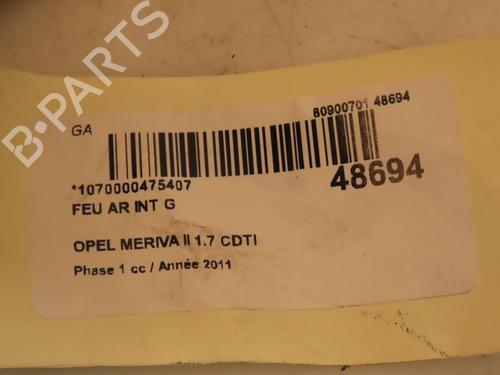 B-PARTS
GA
80900701 48694
*1070000475407
48694
FEU AR INT G
OPEL MERIVA II 1.7 CDTI
Phase 1 cc / Année 2011